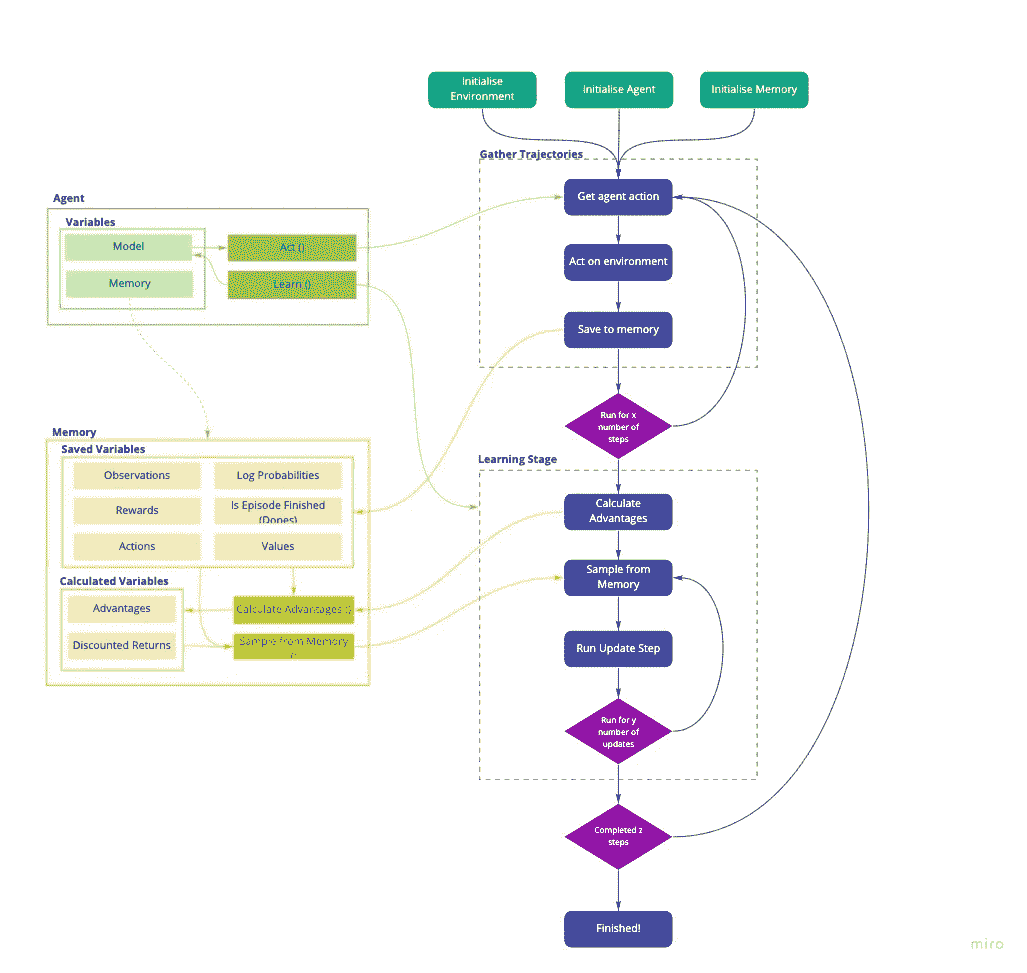 Initialise
Environment
Initialise Agent
Initialise Memory
Gather Trajectories
Get agent action
Act on environment
Save to memory
Run for x
number of
steps
Agent
Variables
Model
Memory
Act ()
Learn ()
Memory
Saved Variables
Observations
Log Probabilities
Rewards
Is Episode Finished
(Dones)
Actions
Values
Calculated Variables
Advantages
Calculate Advantages ()
Discounted Returns
Sample from Memory
()
Learning Stage
Calculate
Advantages
Sample from
Memory
Run Update Step
Run for y
number of
updates
Completed z
steps
Finished!
miro